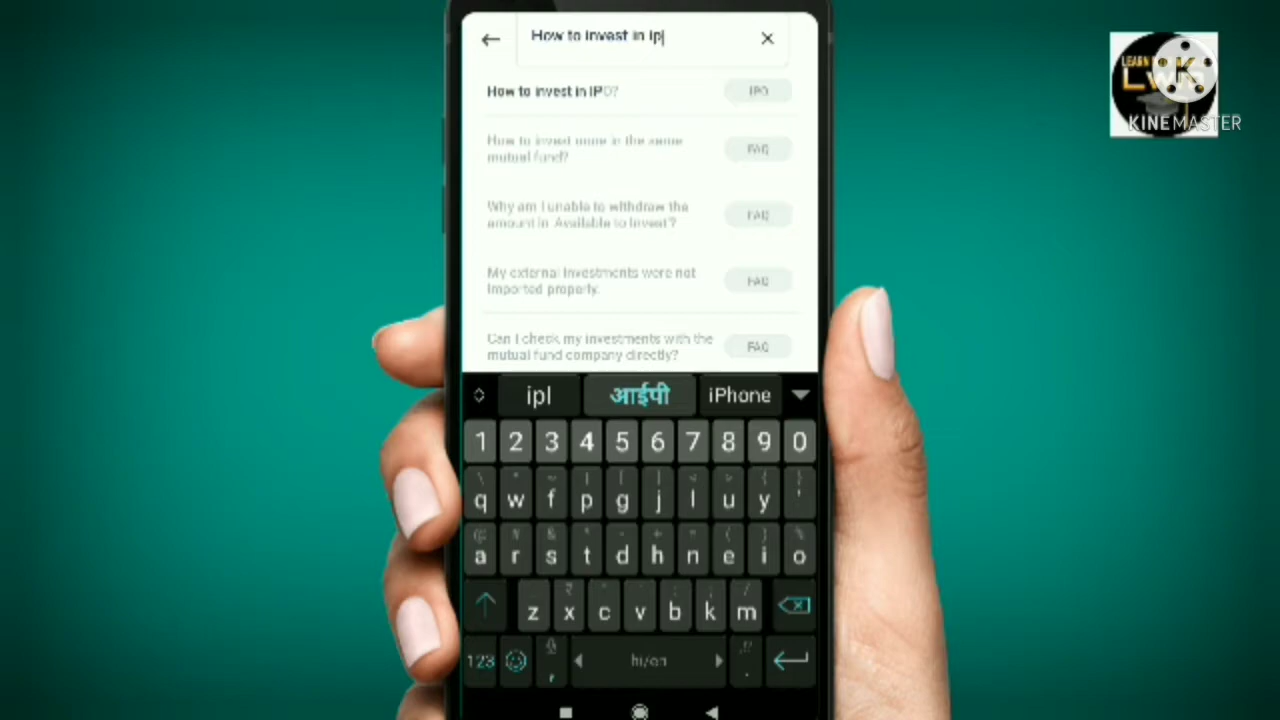 How to invest in ip
How to invest in IPO?
IPO
How to invest more in the same
mutual fund?
FAQ
Why am I unable to withdraw the
amount in 'Available to Invest'?
FAQ
My external investments were not
imported properly.
FAQ
Can I check my investments with the
mutual fund company directly?
FAQ
ipl आईपी iPhone
1 2 3 4 5 6 7 8 9 0
q w f p g j l u y '
a r s t d h n e i o
z x c v b k m
123 , hi/en .
KINEMASTER